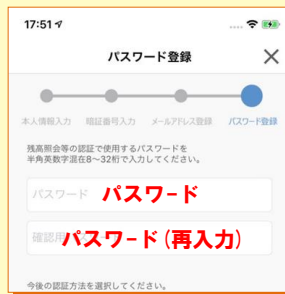 17:51
パスワード登録
本人情報入力 暗証番号入力 メールアドレス登録 パスワード登録
残高照会等の認証で使用するパスワードを
半角英数字混在8～32桁で入力してください。
パスワード パスワード
確認用 パスワード(再入力)
今後の認証方法を選択してください。